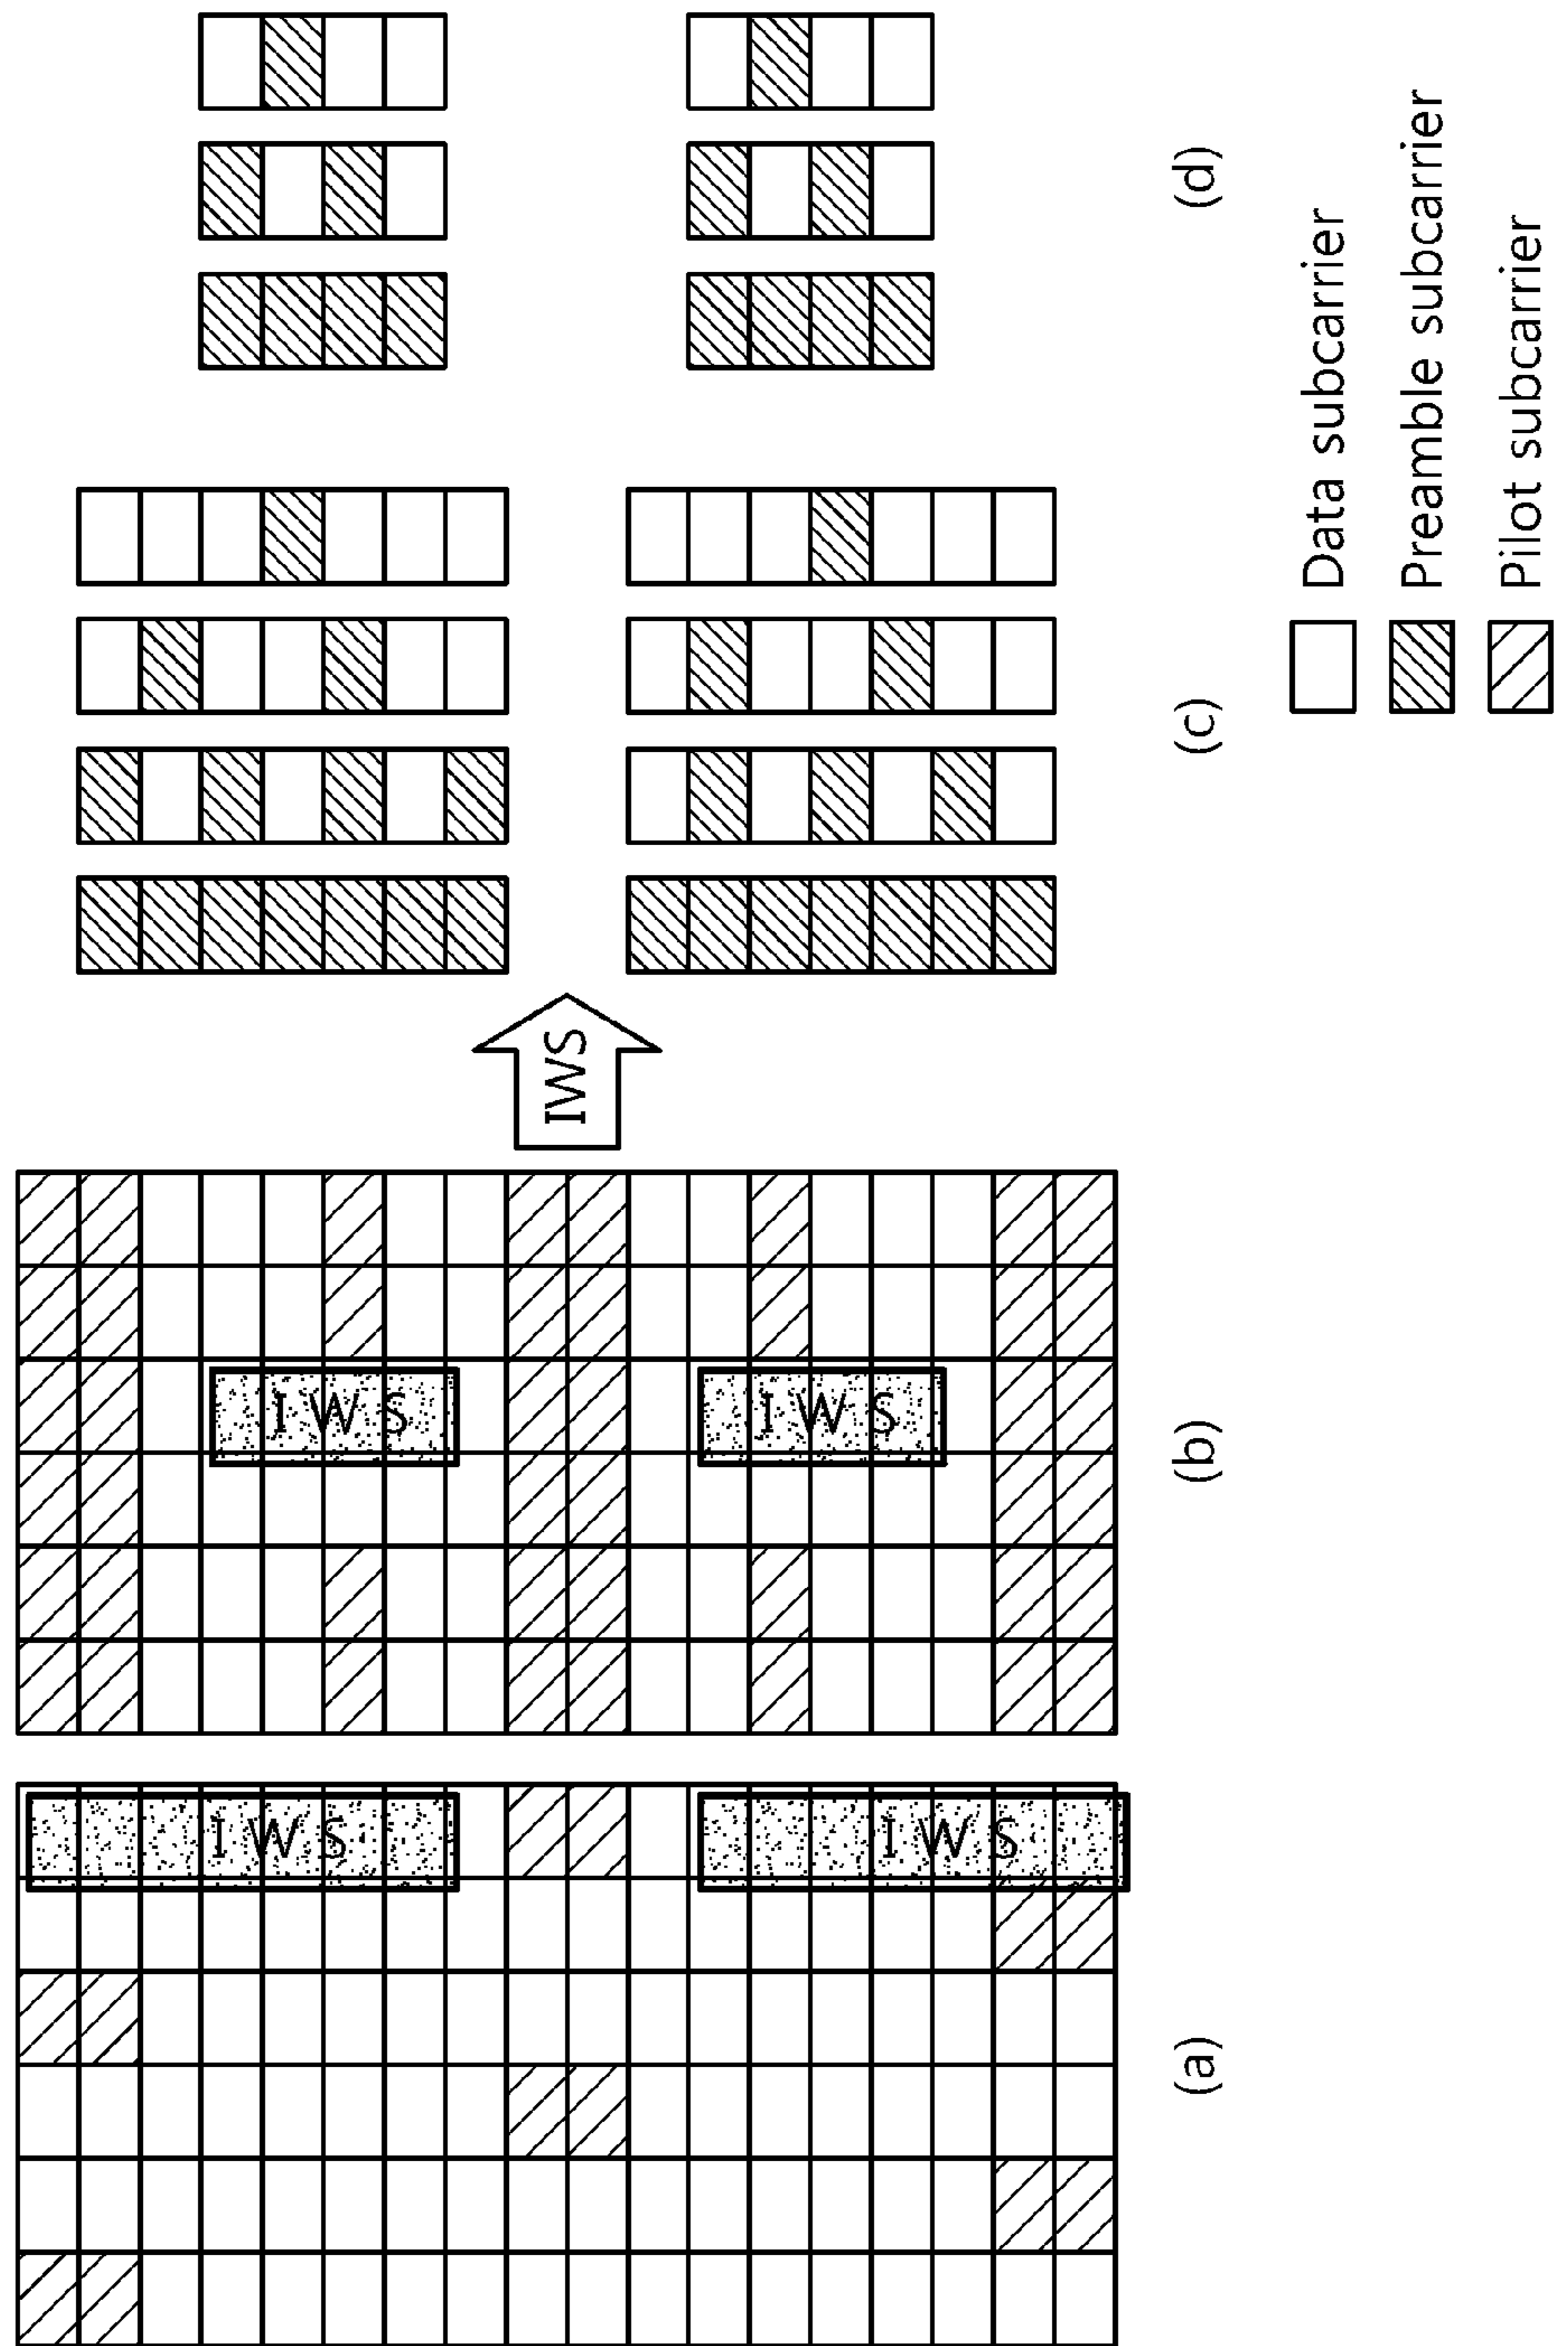 IWS
IWS
IWS
IWS
IWS
(a)
(b)
(c)
(d)
Data subcarrier
Preamble subcarrier
Pilot subcarrier